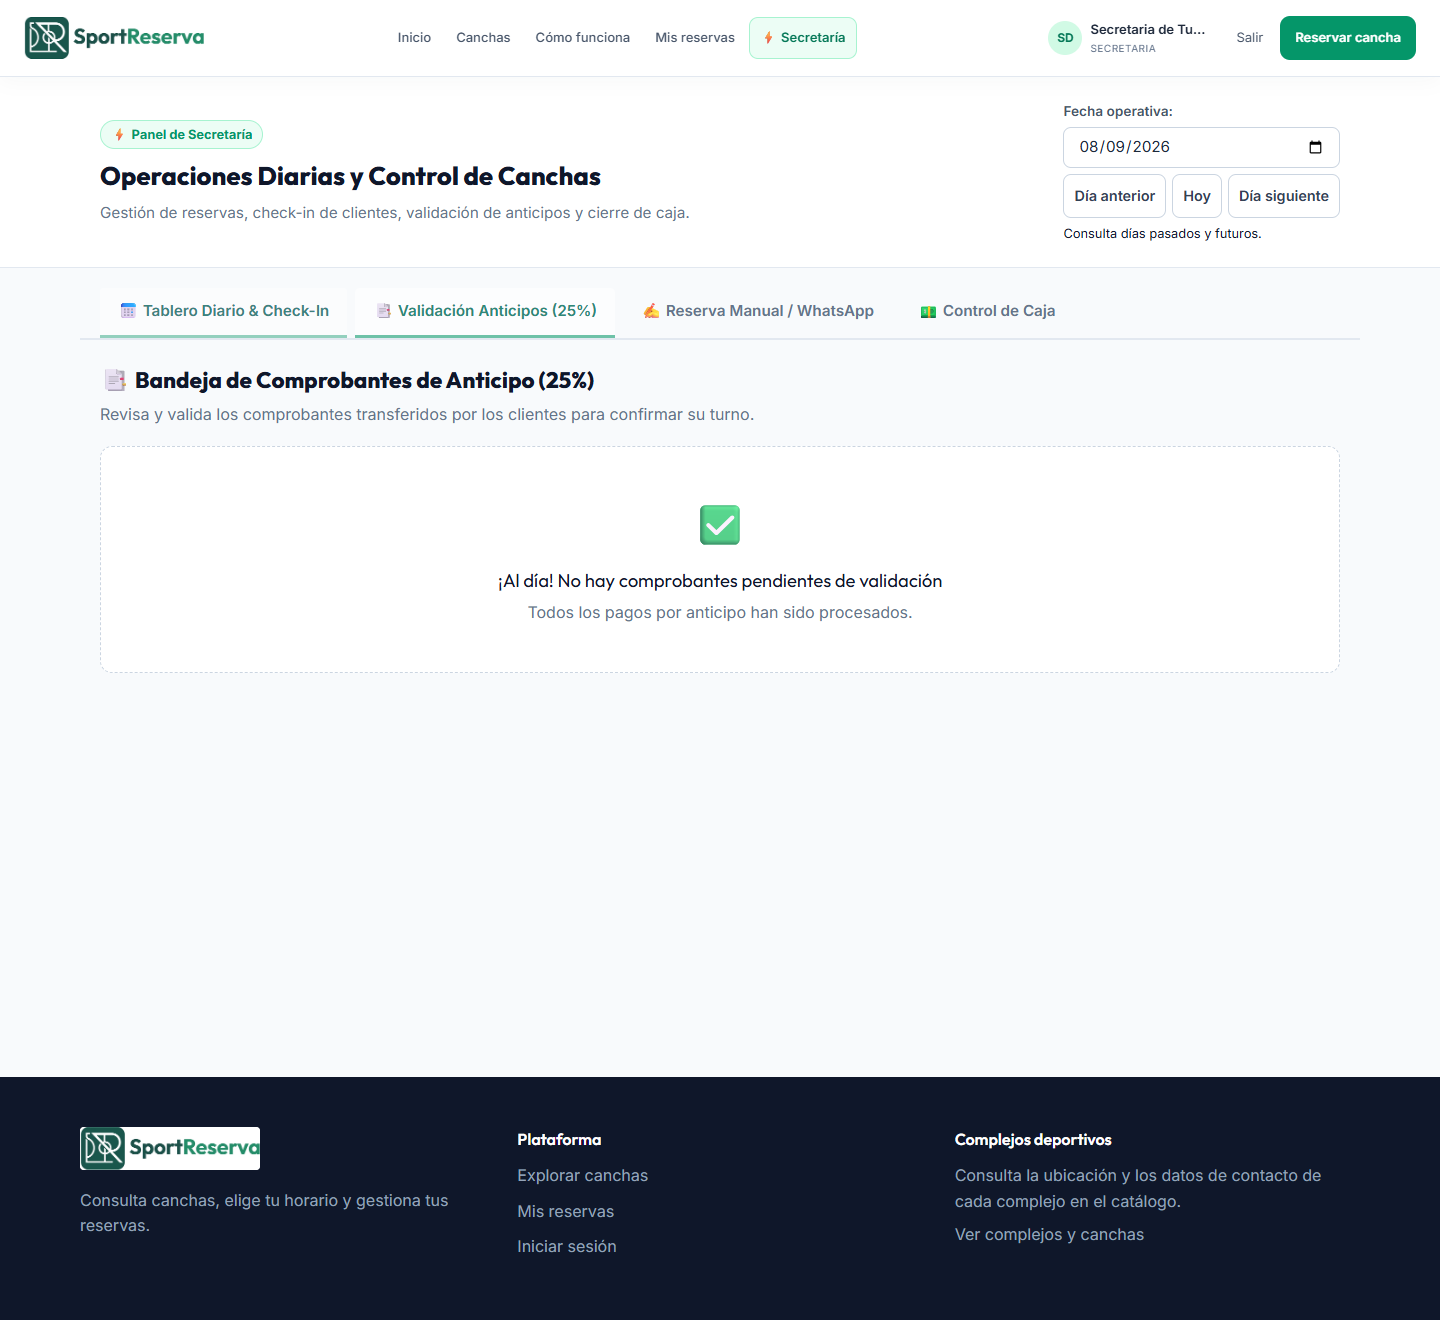 SportReserva
Inicio
Canchas
Cómo funciona
Mis reservas
Secretaría
SD
Secretaria de Tu...
SECRETARIA
Salir
Reservar cancha
Panel de Secretaría
Operaciones Diarias y Control de Canchas
Gestión de reservas, check-in de clientes, validación de anticipos y cierre de caja.
Fecha operativa:
08/09/2026
Día anterior
Hoy
Día siguiente
Consulta días pasados y futuros.
Tablero Diario & Check-In
Validación Anticipos (25%)
Reserva Manual / WhatsApp
Control de Caja
Bandeja de Comprobantes de Anticipo (25%)
Revisa y valida los comprobantes transferidos por los clientes para confirmar su turno.
¡Al día! No hay comprobantes pendientes de validación
Todos los pagos por anticipo han sido procesados.
SportReserva
Consulta canchas, elige tu horario y gestiona tus
reservas.
Plataforma
Explorar canchas
Mis reservas
Iniciar sesión
Complejos deportivos
Consulta la ubicación y los datos de contacto de
cada complejo en el catálogo.
Ver complejos y canchas